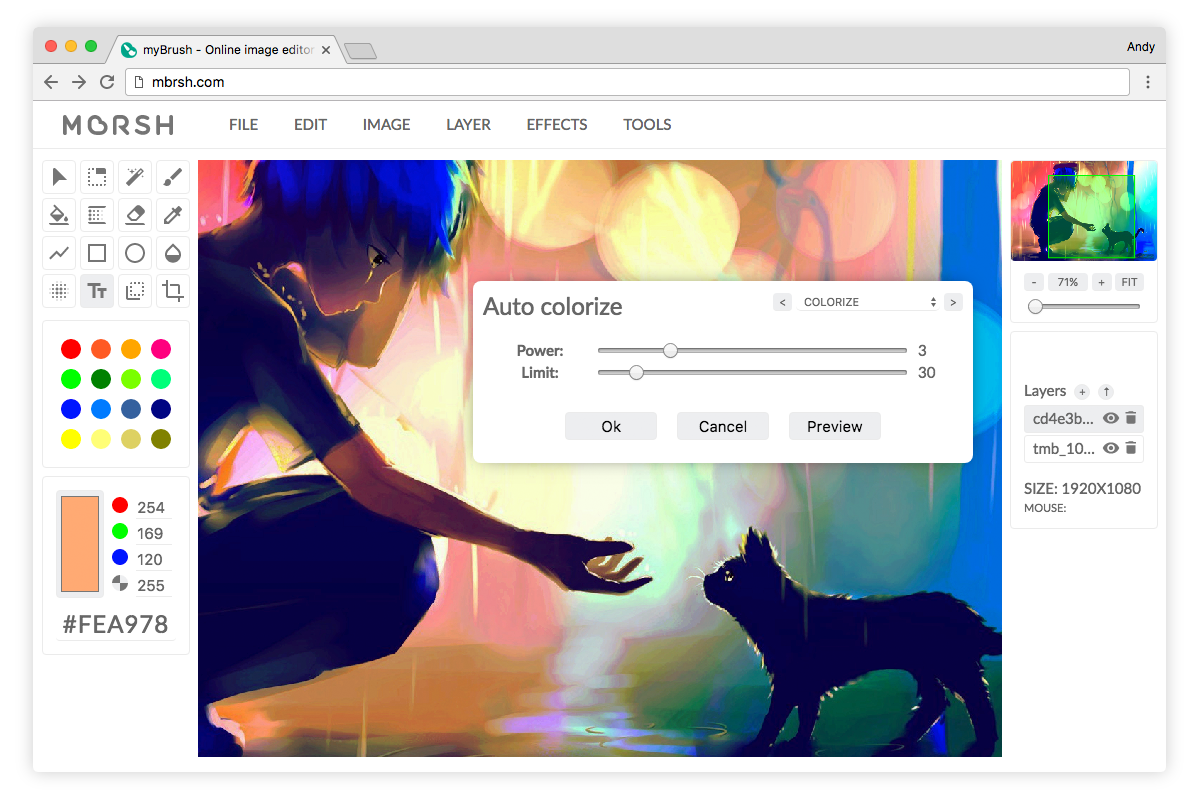 myBrush - Online image editor
Andy
mbrsh.com
MBRSH
FILE EDIT IMAGE LAYER EFFECTS TOOLS
Tt
- 71% + FIT
Auto colorize
< COLORIZE >
Power: 3
Limit: 30
Ok Cancel Preview
Layers + ↑
cd4e3b...
tmb_10...
SIZE: 1920X1080
MOUSE:
254
169
120
255
#FEA978